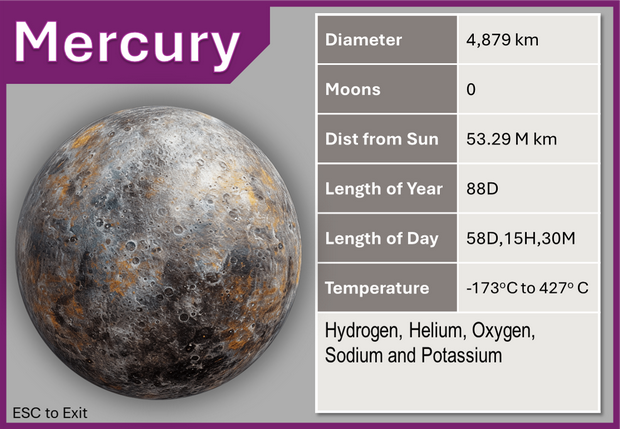 Mercury
Diameter 4,879 km
Moons 0
Dist from Sun 53.29 M km
Length of Year 88D
Length of Day 58D,15H,30M
Temperature -173°C to 427° C
Hydrogen, Helium, Oxygen,
Sodium and Potassium
ESC to Exit